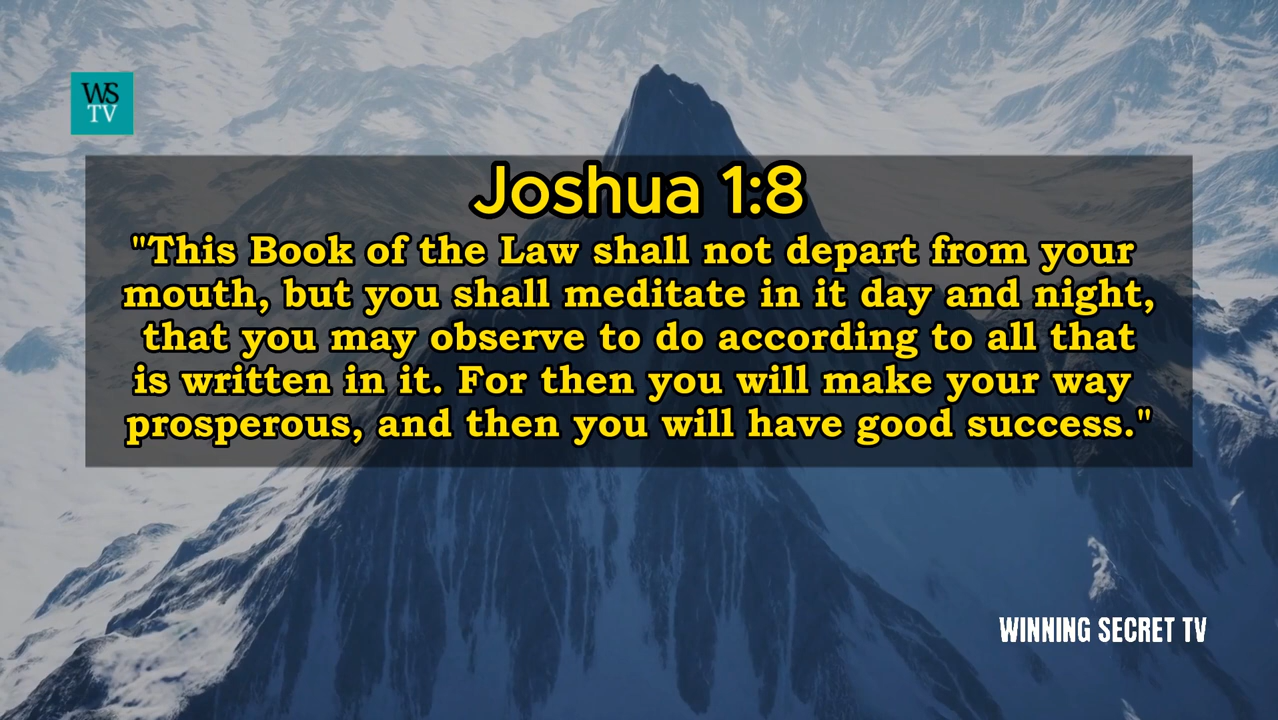 WS
TV
Joshua 1:8
"This Book of the Law shall not depart from your
mouth, but you shall meditate in it day and night,
that you may observe to do according to all that
is written in it. For then you will make your way
prosperous, and then you will have good success."
WINNING SECRET TV